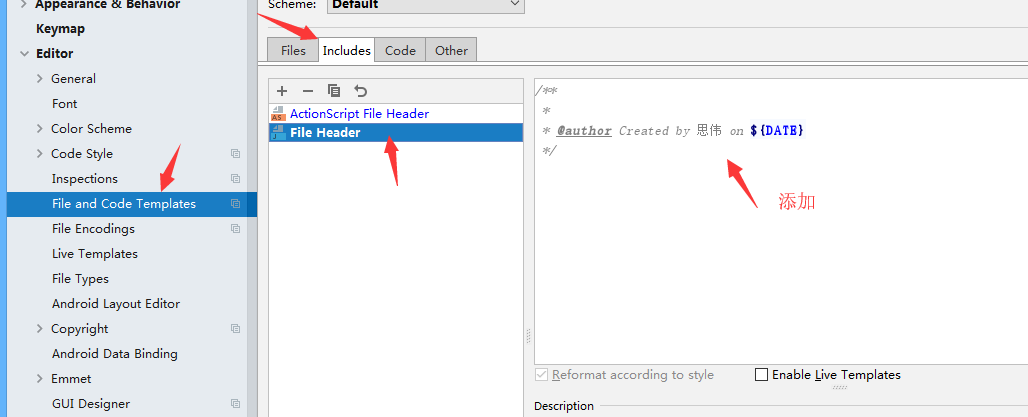 Appearance & Behavior
Keymap
Editor
General
Font
Color Scheme
Code Style
Inspections
File and Code Templates
File Encodings
Live Templates
File Types
Android Layout Editor
Copyright
Android Data Binding
Emmet
GUI Designer
Scheme: Default
Files Includes Code Other
ActionScript File Header
File Header
/**
*
* @author Created by 思伟 on ${DATE}
*/
添加
Reformat according to style Enable Live Templates
Description